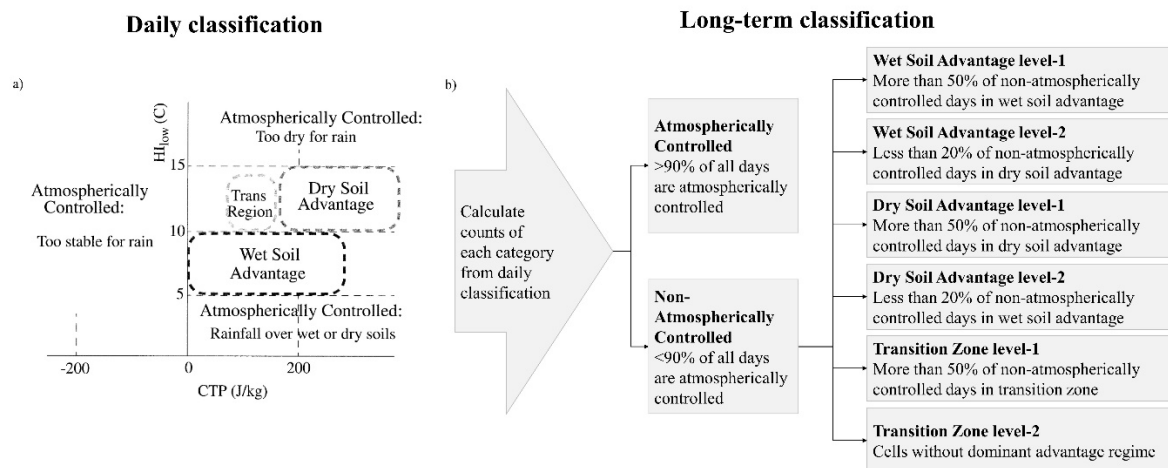 Daily classification
Long-term classification
a)
HIlow (C)
15
10
5
Atmospherically Controlled:
Too dry for rain
Atmospherically
Controlled:
Too stable for rain
Trans
Region
Dry Soil
Advantage
Wet Soil
Advantage
Atmospherically Controlled:
Rainfall over wet or dry soils
-200
0
200
CTP (J/kg)
b)
Calculate
counts of
each category
from daily
classification
Atmospherically
Controlled
>90% of all days
are atmospherically
controlled
Non-
Atmospherically
Controlled
<90% of all days
are atmospherically
controlled
Wet Soil Advantage level-1
More than 50% of non-atmospherically
controlled days in wet soil advantage
Wet Soil Advantage level-2
Less than 20% of non-atmospherically
controlled days in dry soil advantage
Dry Soil Advantage level-1
More than 50% of non-atmospherically
controlled days in dry soil advantage
Dry Soil Advantage level-2
Less than 20% of non-atmospherically
controlled days in wet soil advantage
Transition Zone level-1
More than 50% of non-atmospherically
controlled days in transition zone
Transition Zone level-2
Cells without dominant advantage regime